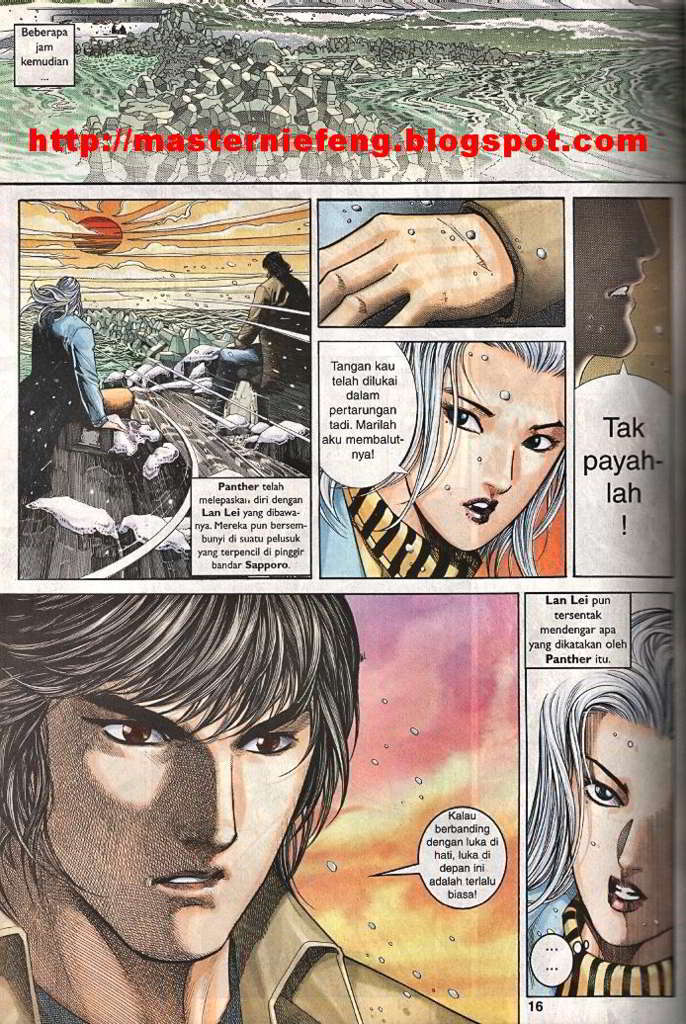 Beberapa
jam
kemudian
...
http://masterniefeng.blogspot.com
Panther telah
melepaskan diri dengan
Lan Lei yang dibawa-
nya. Mereka pun bersem-
bunyi di suatu pelusuk
yang terpencil di pinggir
bandar Sapporo.
Tangan kau
telah dilukai
dalam
pertarungan
tadi. Marilah
aku membalut-
nya!
Tak
payah-
lah
!
Kalau
berbanding
dengan luka di
hati, luka di
depan ini
adalah terlalu
biasa!
Lan Lei pun
tersentak
mendengar apa
yang dikatakan oleh
Panther itu.
...
...
16